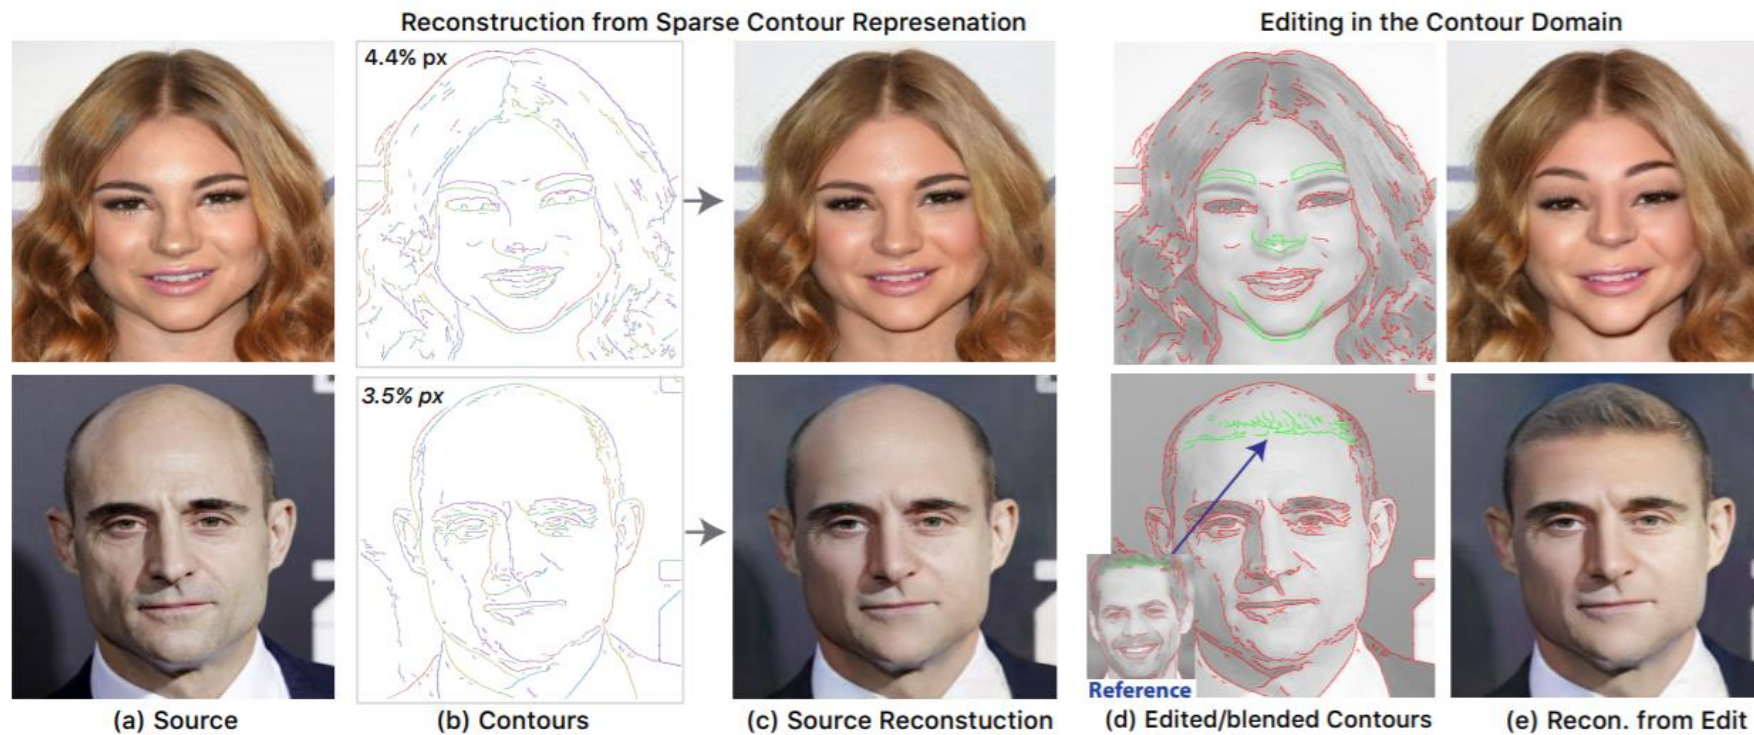 Reconstruction from Sparse Contour Represenation
Editing in the Contour Domain
4.4% px
3.5% px
Reference
(a) Source
(b) Contours
(c) Source Reconstuction
(d) Edited/blended Contours
(e) Recon. from Edit